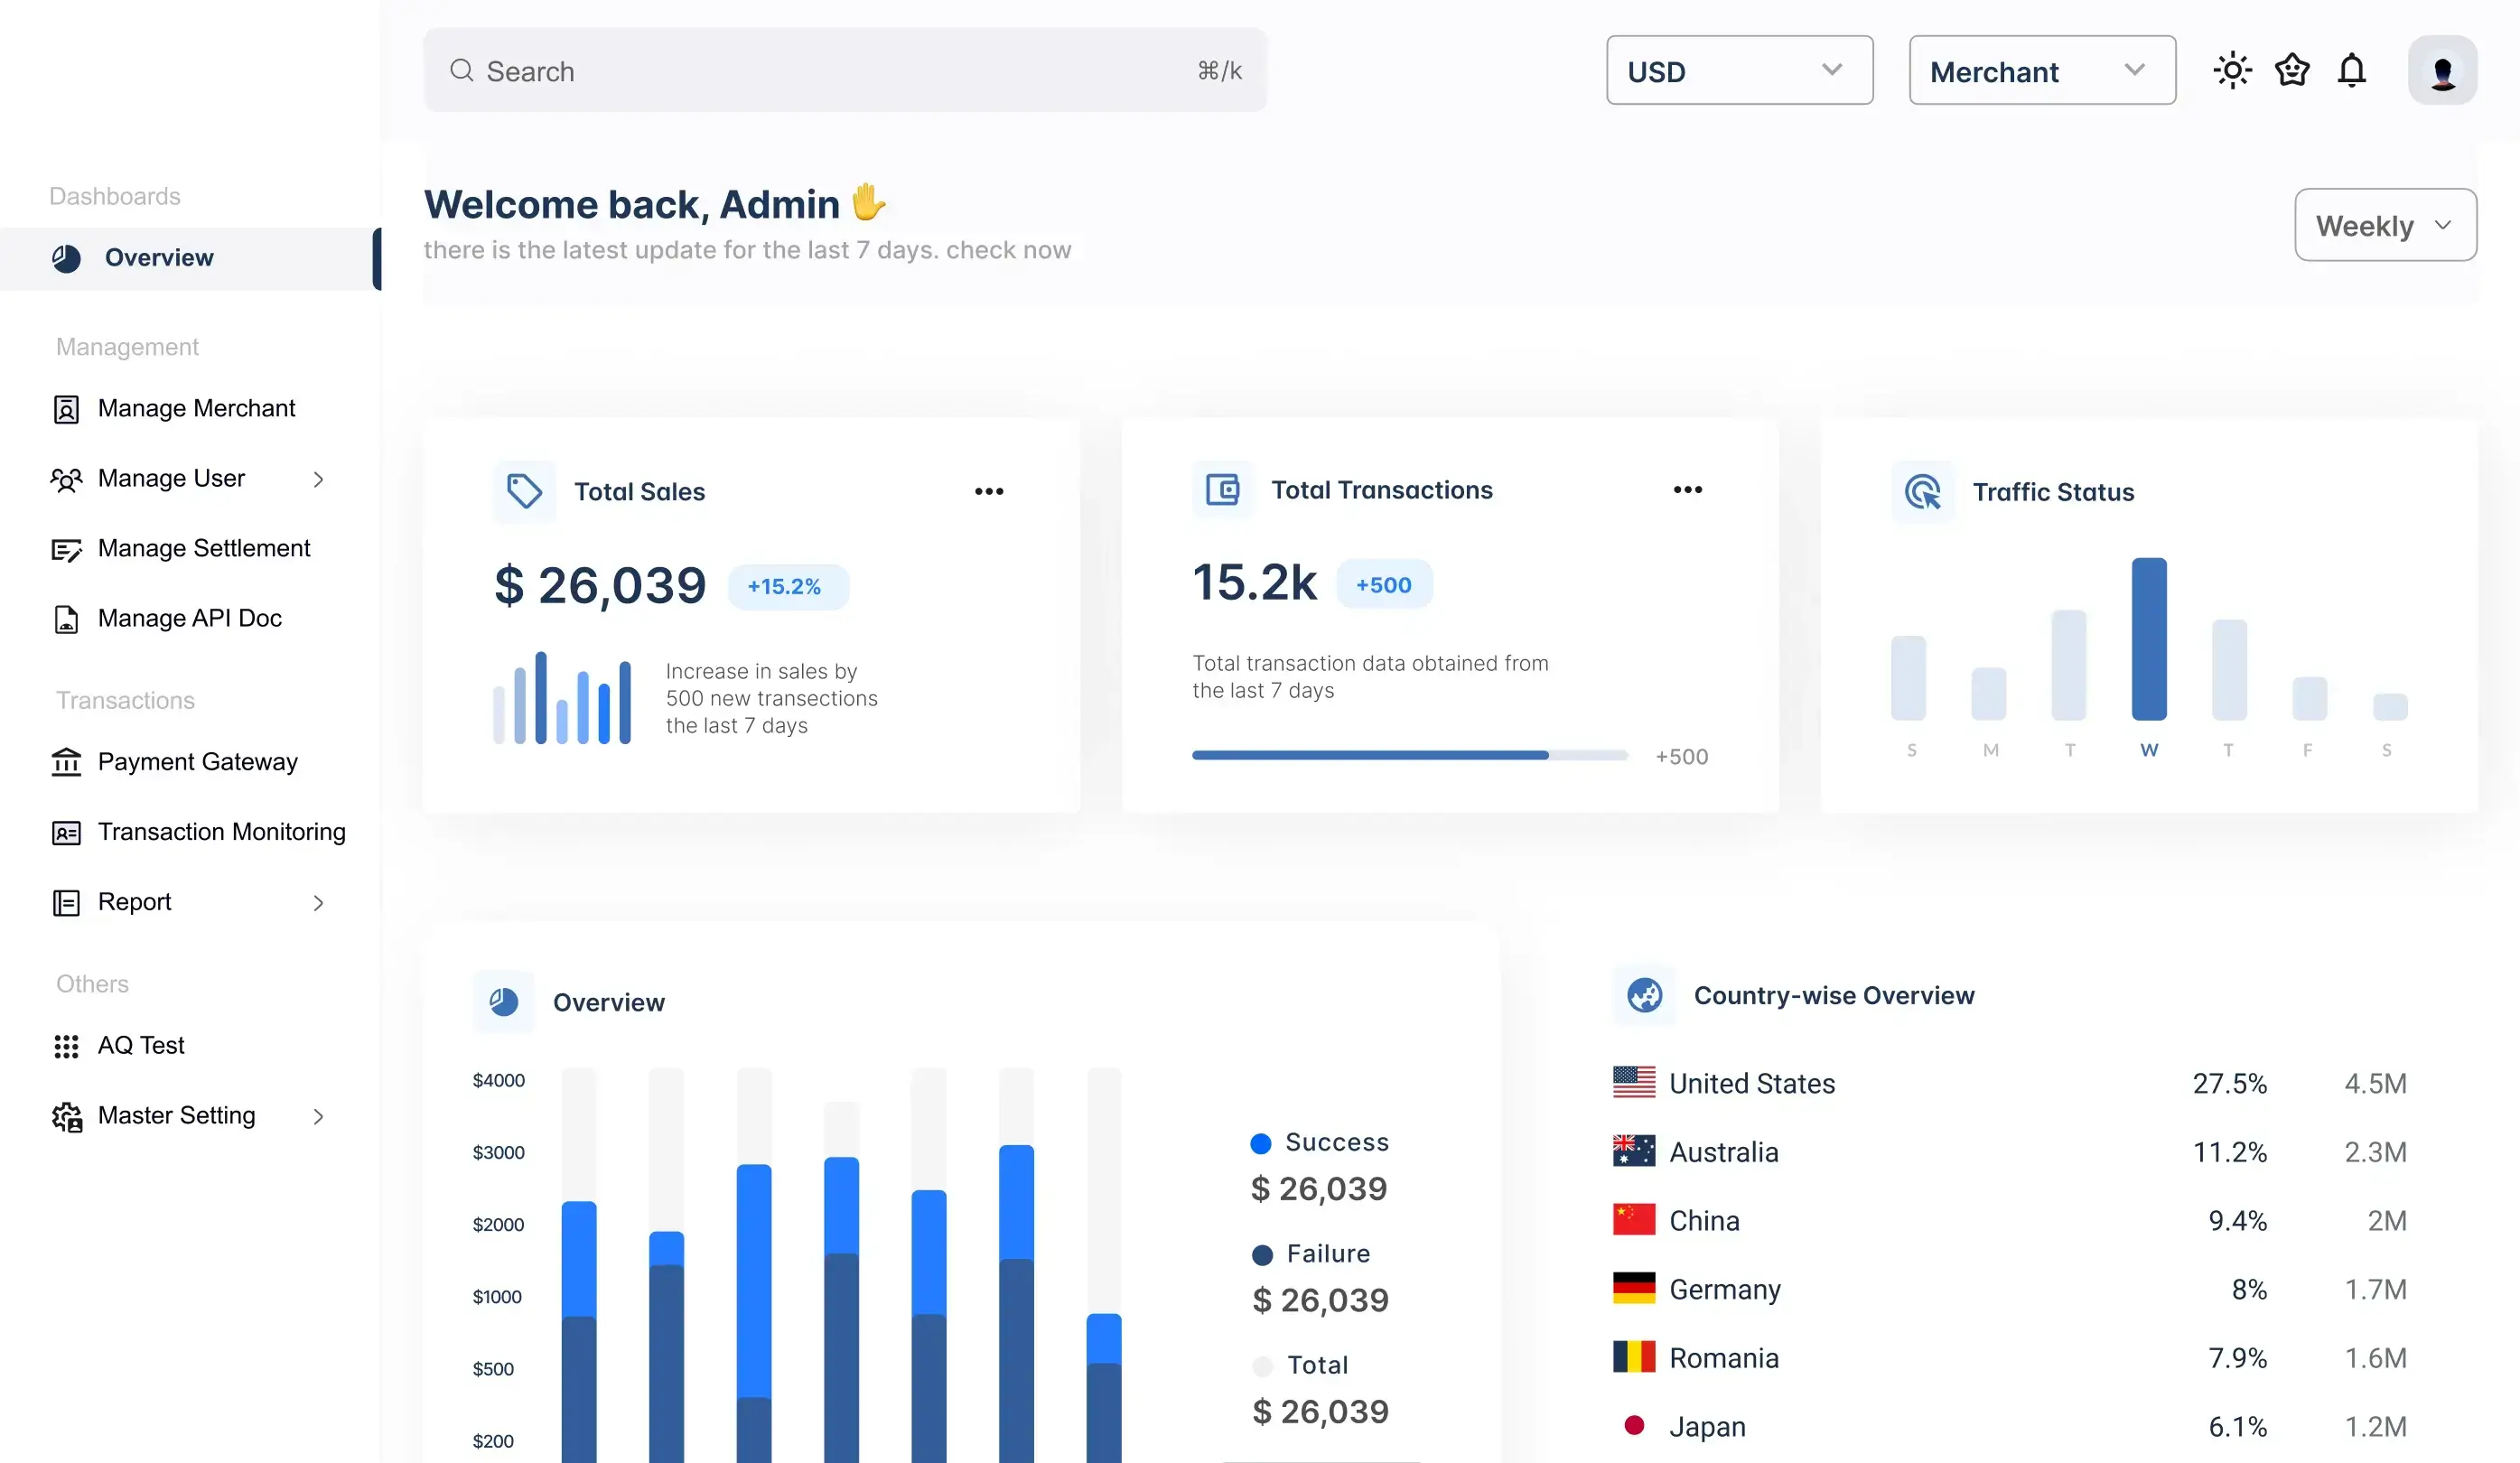 Search ⌘/k
USD
Merchant
Dashboards
Overview
Management
Manage Merchant
Manage User
Manage Settlement
Manage API Doc
Transactions
Payment Gateway
Transaction Monitoring
Report
Others
AQ Test
Master Setting
Welcome back, Admin ✋
there is the latest update for the last 7 days. check now
Weekly
Total Sales
$ 26,039 +15.2%
Increase in sales by
500 new transections
the last 7 days
Total Transactions
15.2k +500
Total transaction data obtained from
the last 7 days
+500
Traffic Status
S M T W T F S
Overview
$4000
$3000
$2000
$1000
$500
$200
Success
$ 26,039
Failure
$ 26,039
Total
$ 26,039
Country-wise Overview
United States 27.5% 4.5M
Australia 11.2% 2.3M
China 9.4% 2M
Germany 8% 1.7M
Romania 7.9% 1.6M
Japan 6.1% 1.2M